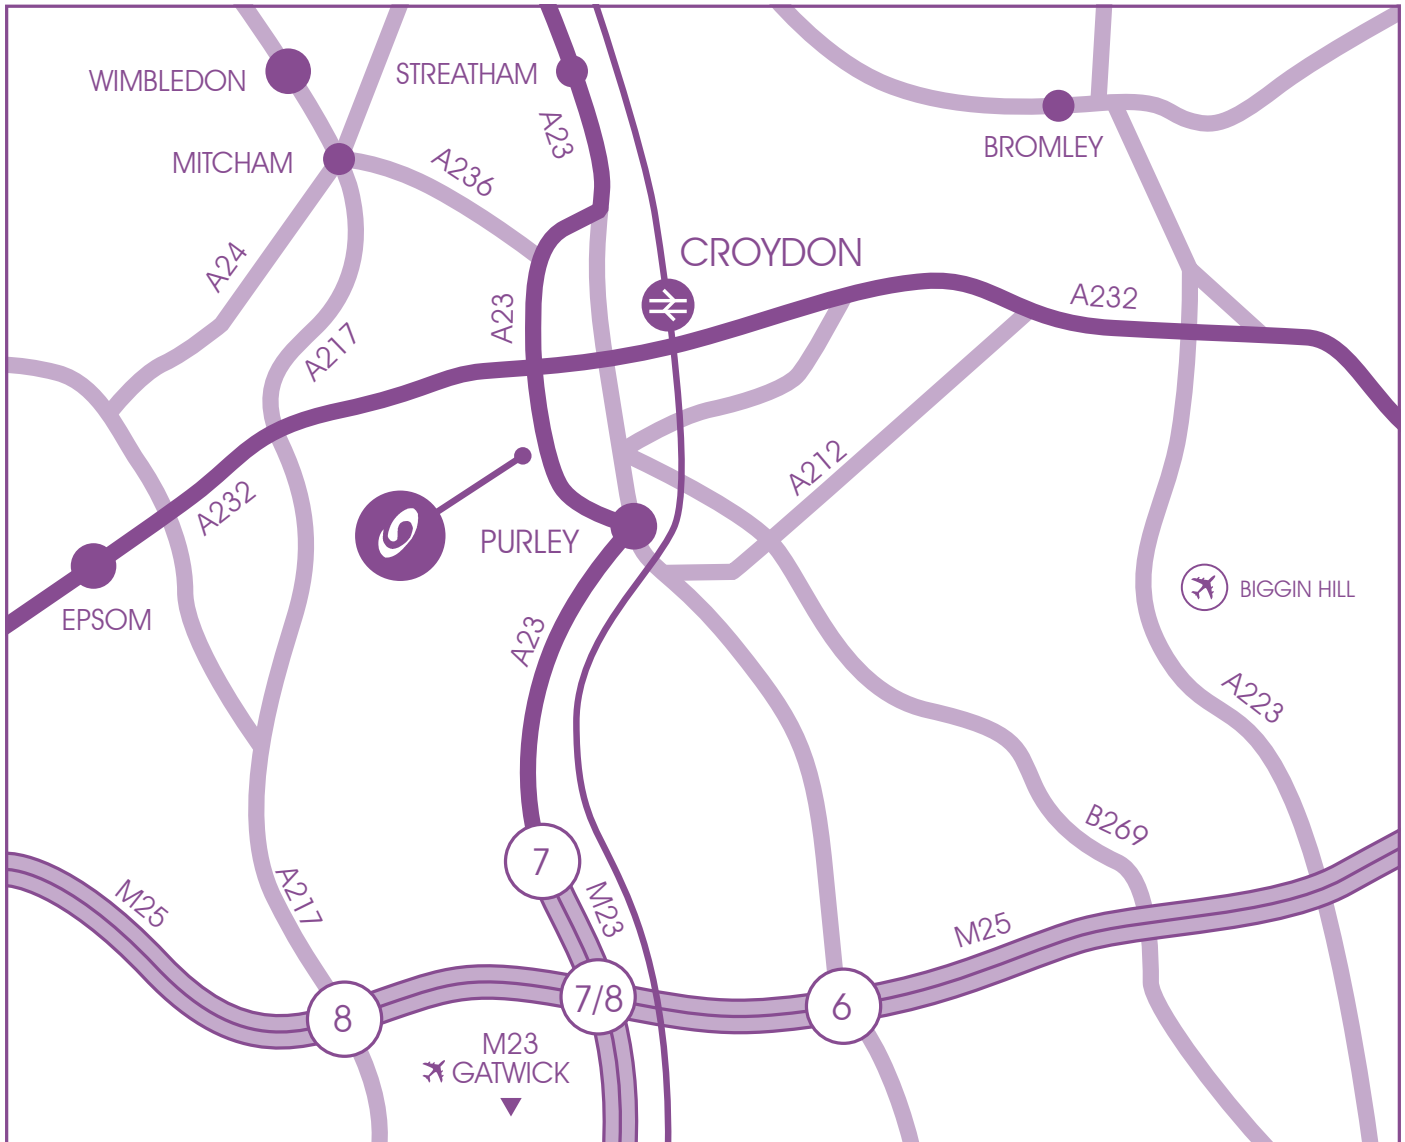 WIMBLEDON
STREATHAM
A23
BROMLEY
MITCHAM
A236
A24
CROYDON
A23
A232
A217
A212
A232
PURLEY
EPSOM
BIGGIN HILL
A23
A223
B269
7
M25
A217
M23
M25
8
7/8
6
M23
GATWICK